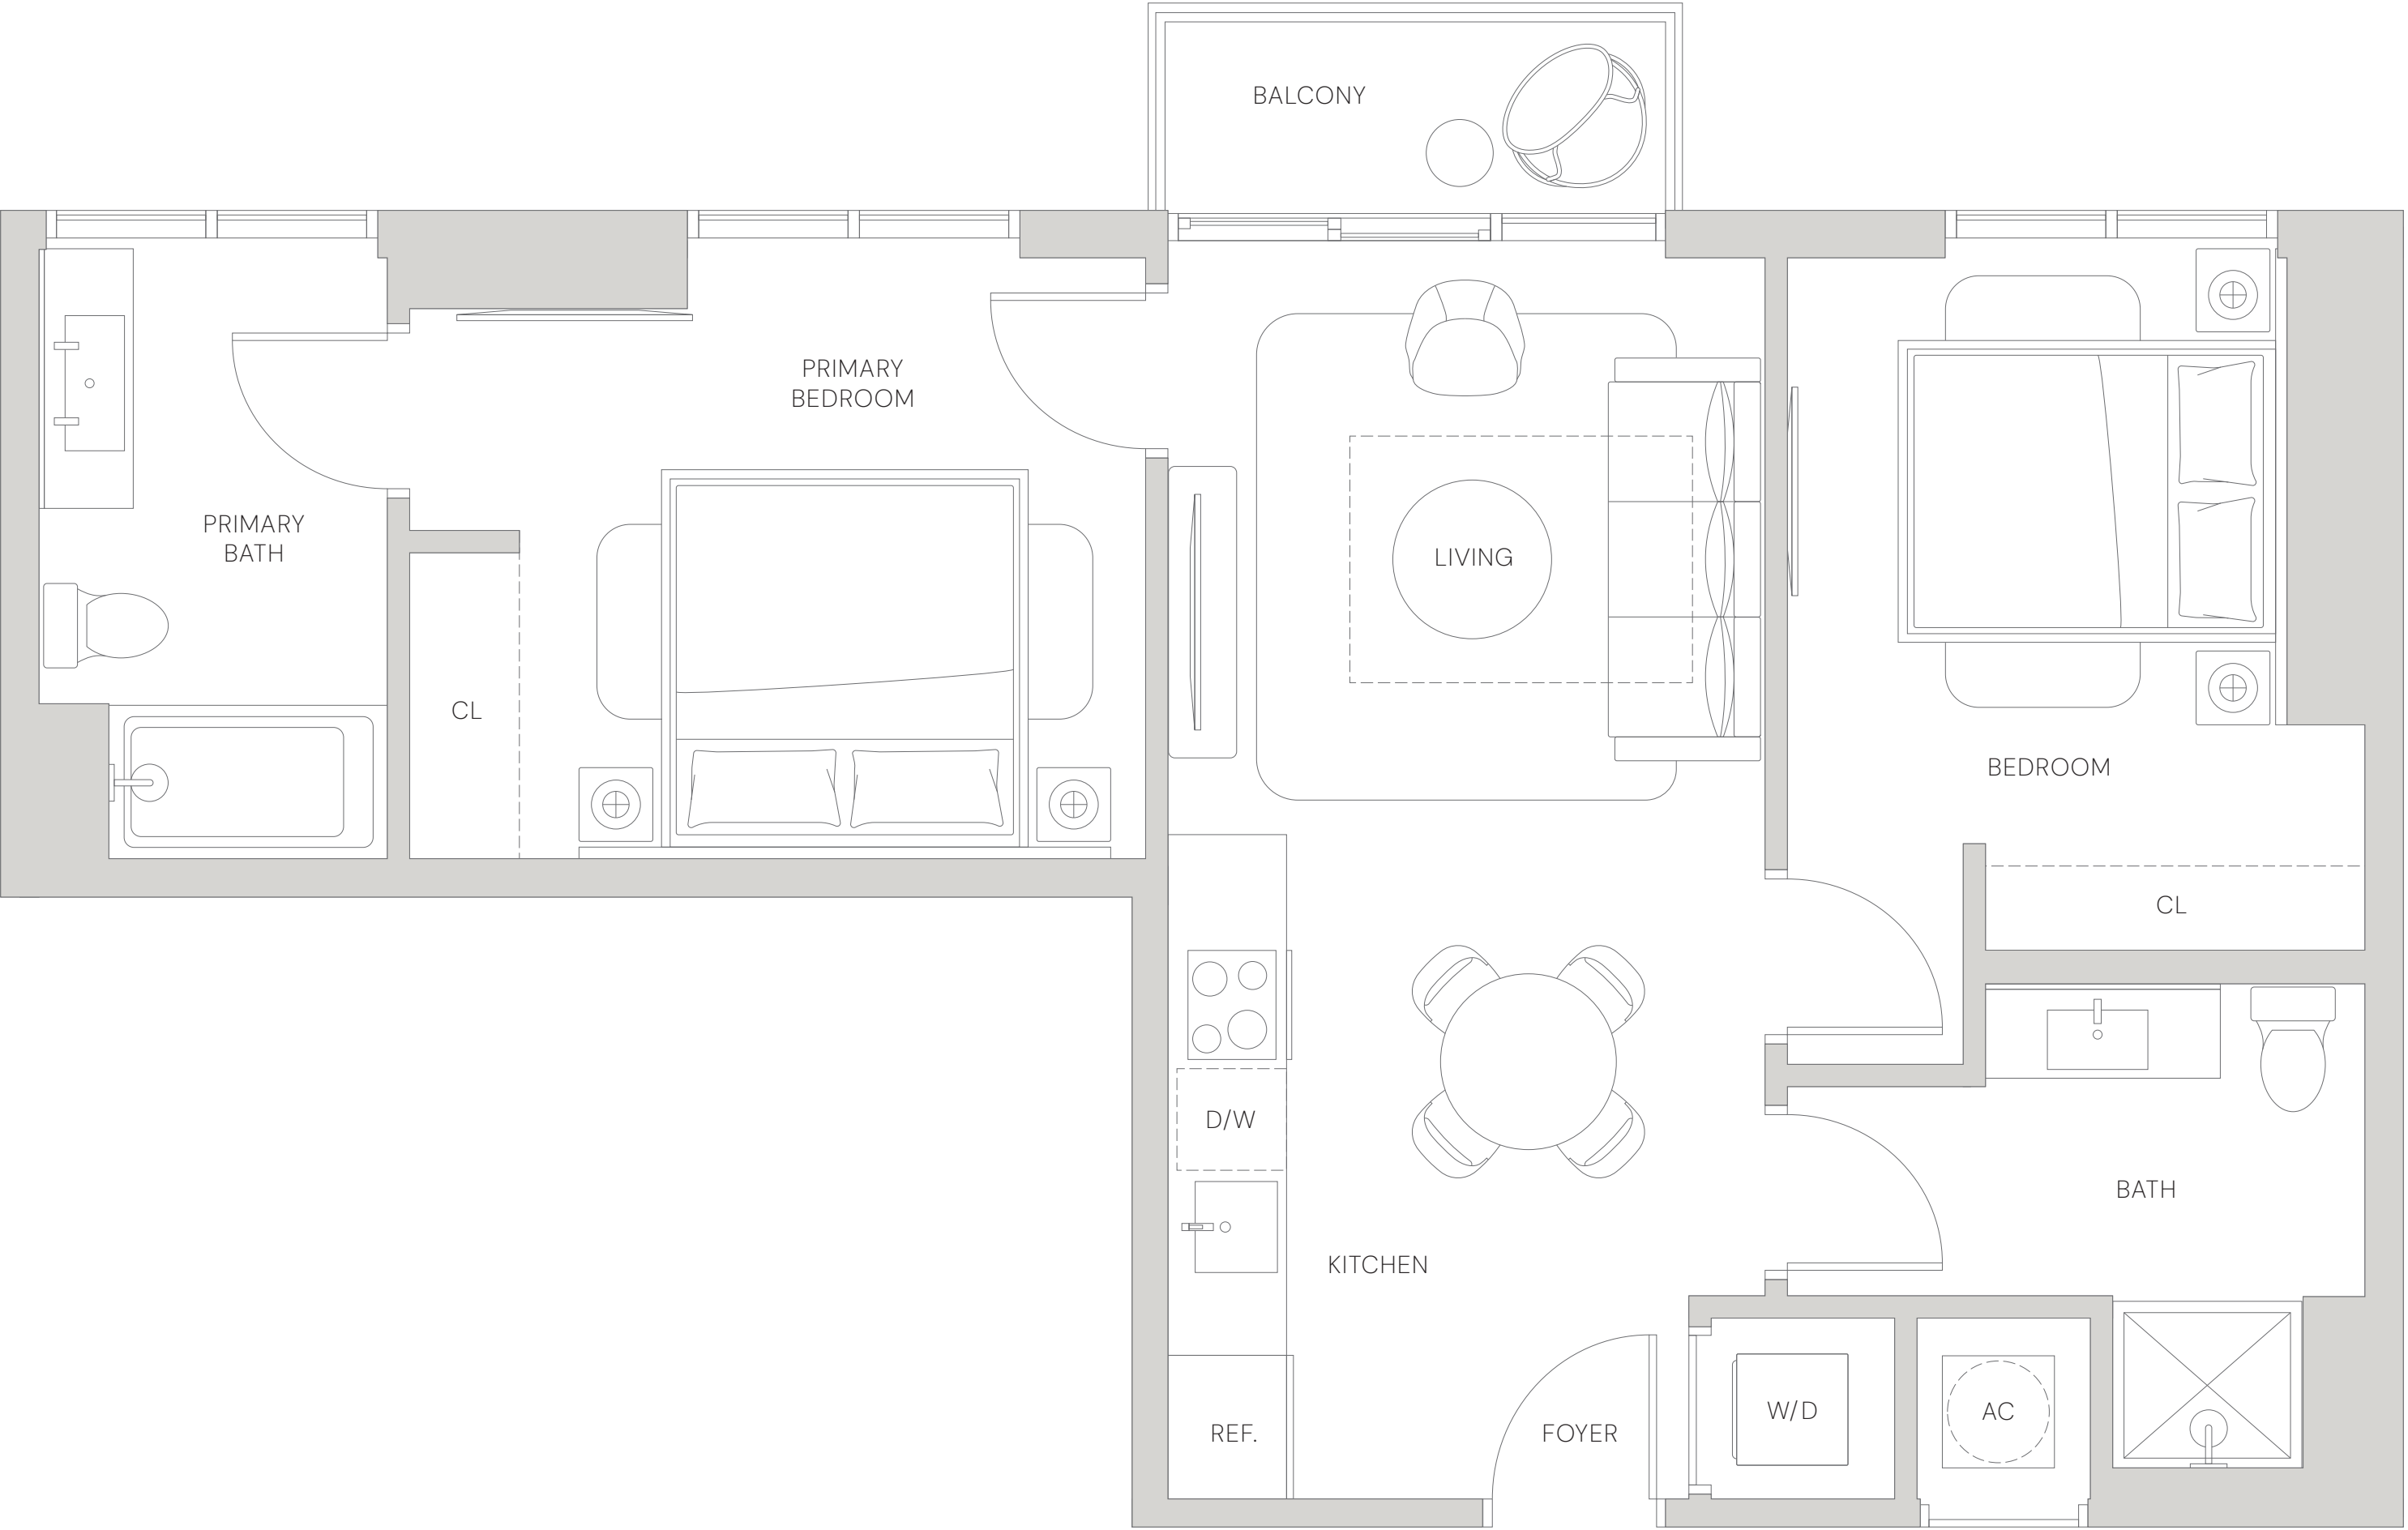 BALCONY
PRIMARY
BEDROOM
PRIMARY
BATH
LIVING
CL
BEDROOM
CL
D/W
BATH
KITCHEN
REF.
FOYER
W/D
AC